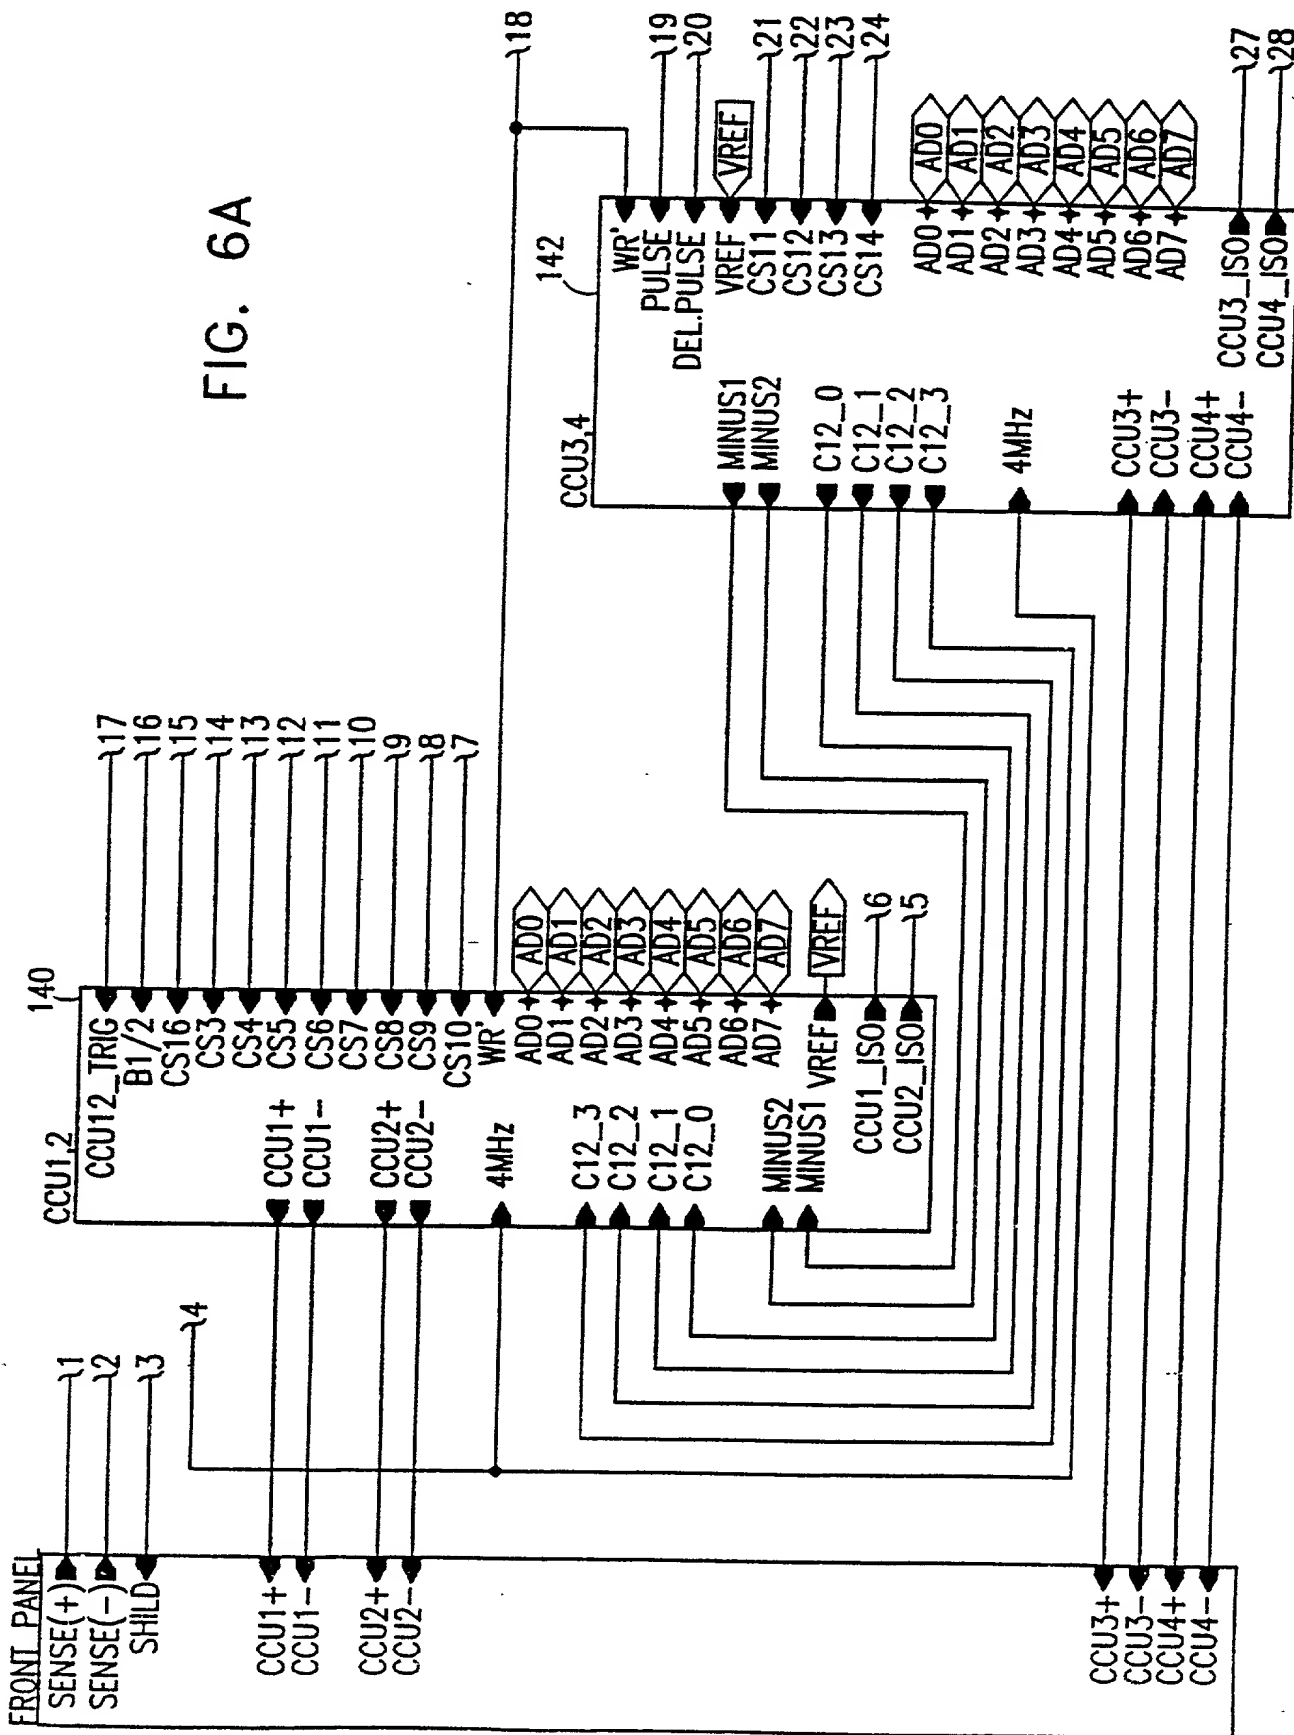 FIG. 6A
FRONT PANEL
SENSE(+)
SENSE(-)
SHILD
CCU1+
CCU1-
CCU2+
CCU2-
CCU3+
CCU3-
CCU4+
CCU4-
1
2
3
4
CCU1,2
140
CCU12_TRIG
B1/2
CS16
CS3
CS4
CS5
CS6
CS7
CS8
CS9
CS10
WR'
AD0
AD1
AD2
AD3
AD4
AD5
AD6
AD7
VREF
CCU1_ISO
CCU2_ISO
CCU1+
CCU1-
CCU2+
CCU2-
4MHz
C12_3
C12_2
C12_1
C12_0
MINUS2
MINUS1
17
16
15
14
13
12
11
10
9
8
7
AD0
AD1
AD2
AD3
AD4
AD5
AD6
AD7
VREF
6
5
CCU3,4
142
WR'
PULSE
DEL.PULSE
VREF
CS11
CS12
CS13
CS14
AD0
AD1
AD2
AD3
AD4
AD5
AD6
AD7
CCU3_ISO
CCU4_ISO
MINUS1
MINUS2
C12_0
C12_1
C12_2
C12_3
4MHz
CCU3+
CCU3-
CCU4+
CCU4-
18
19
20
VREF
21
22
23
24
AD0
AD1
AD2
AD3
AD4
AD5
AD6
AD7
27
28